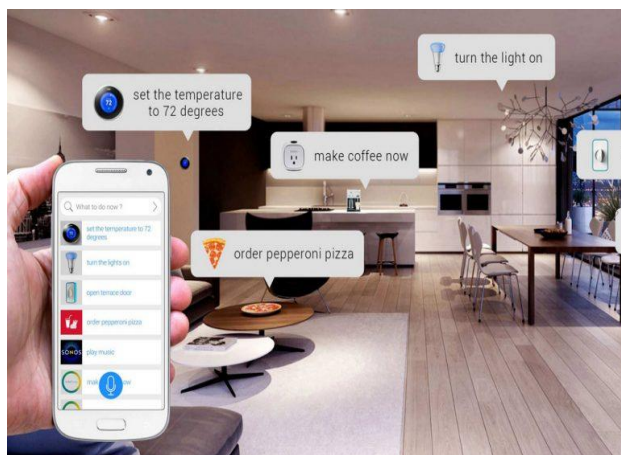 turn the light on
set the temperature
to 72 degrees
72
make coffee now
order pepperoni pizza
What to do now ?
set the temperature to 72
degrees
turn the lights on
open terrace door
order pepperoni pizza
SONOS
play music